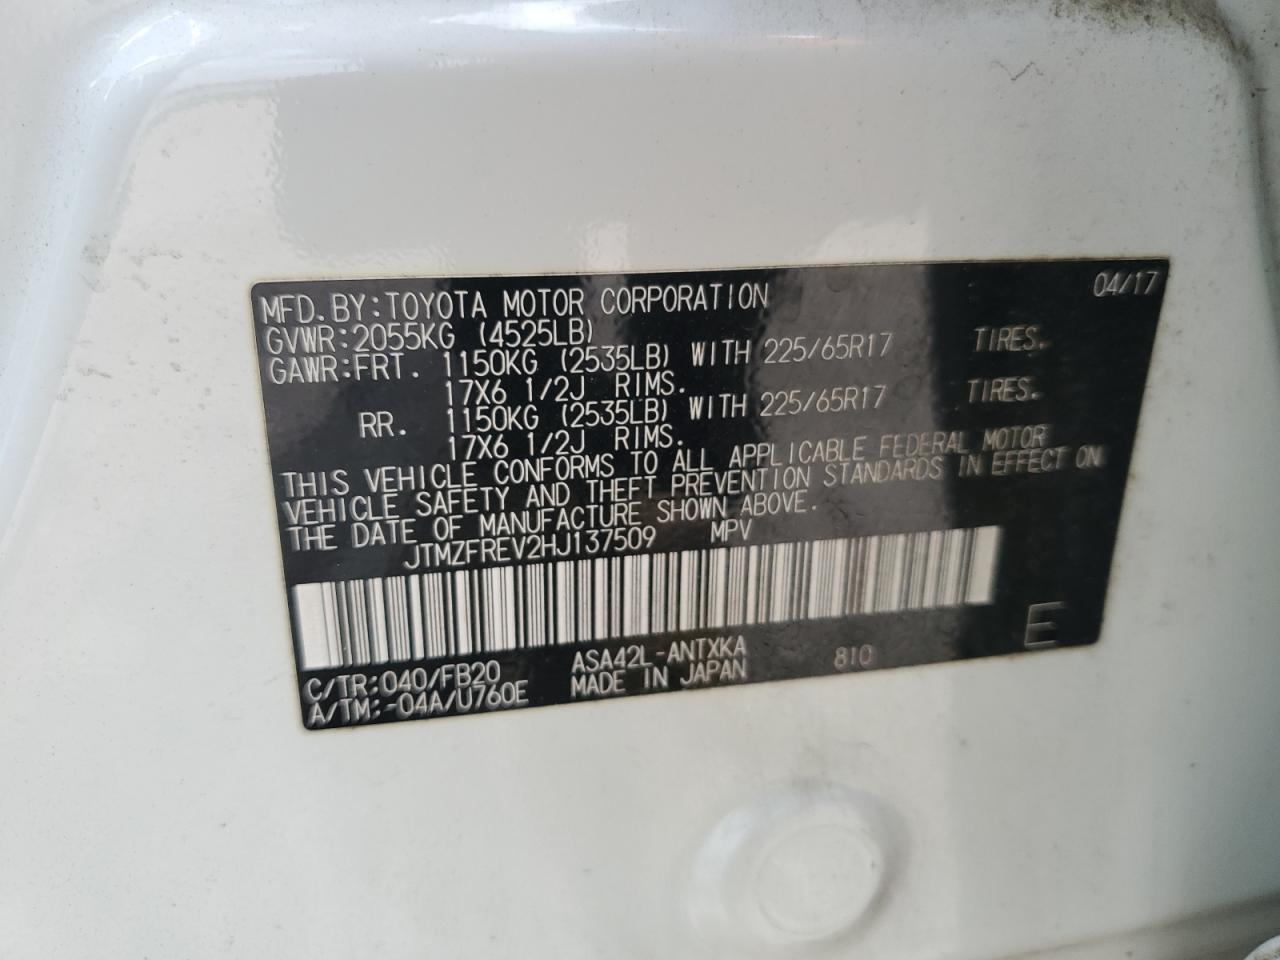 MFD. BY: TOYOTA MOTOR CORPORATION 04/17
GVWR: 2055KG (4525LB)
GAWR: FRT. 1150KG (2535LB) WITH 225/65R17 TIRES.
17X6 1/2J RIMS.
RR. 1150KG (2535LB) WITH 225/65R17 TIRES.
17X6 1/2J RIMS.
THIS VEHICLE CONFORMS TO ALL APPLICABLE FEDERAL MOTOR
VEHICLE SAFETY AND THEFT PREVENTION STANDARDS IN EFFECT ON
THE DATE OF MANUFACTURE SHOWN ABOVE.
JTMZFREV2HJ137509 MPV
C/TR: 040/FB20 ASA42L-ANTXKA 810 E
A/TM: -04A/U760E MADE IN JAPAN